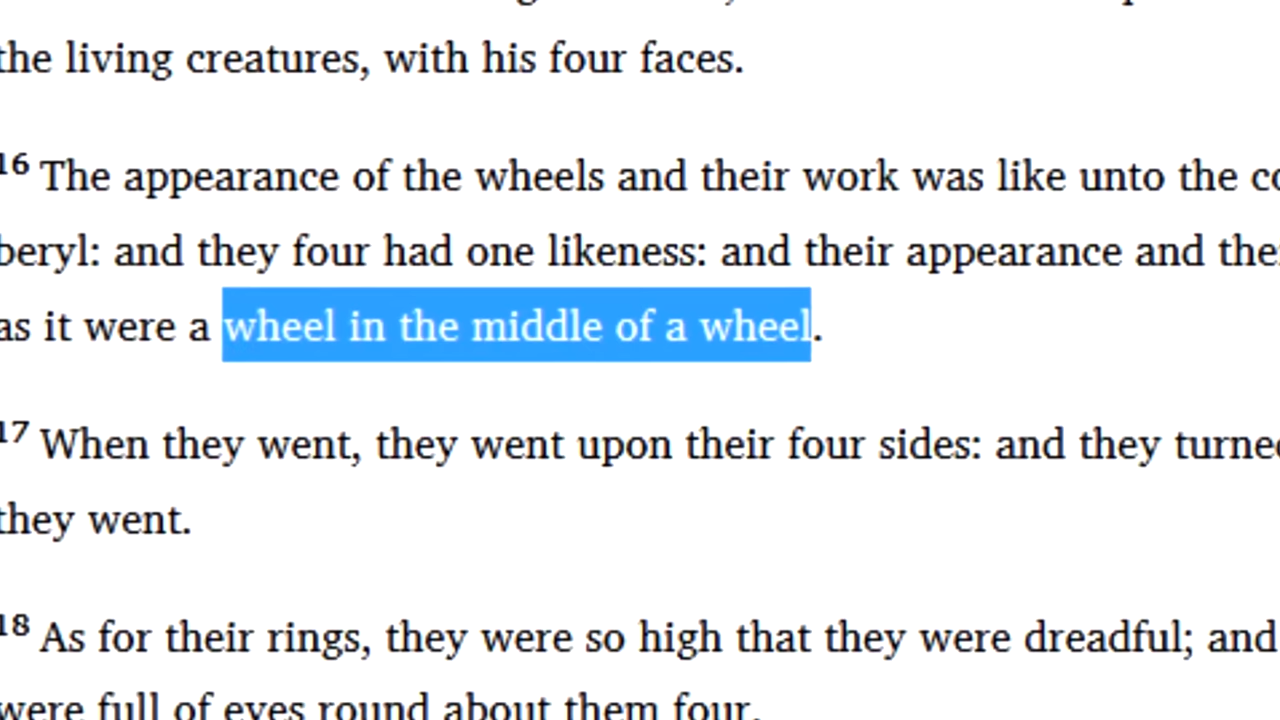 the living creatures, with his four faces.
16 The appearance of the wheels and their work was like unto the
beryl: and they four had one likeness: and their appearance and
as it were a wheel in the middle of a wheel.
17 When they went, they went upon their four sides: and they turned
they went.
18 As for their rings, they were so high that they were dreadful; and
were full of eyes round about them four.